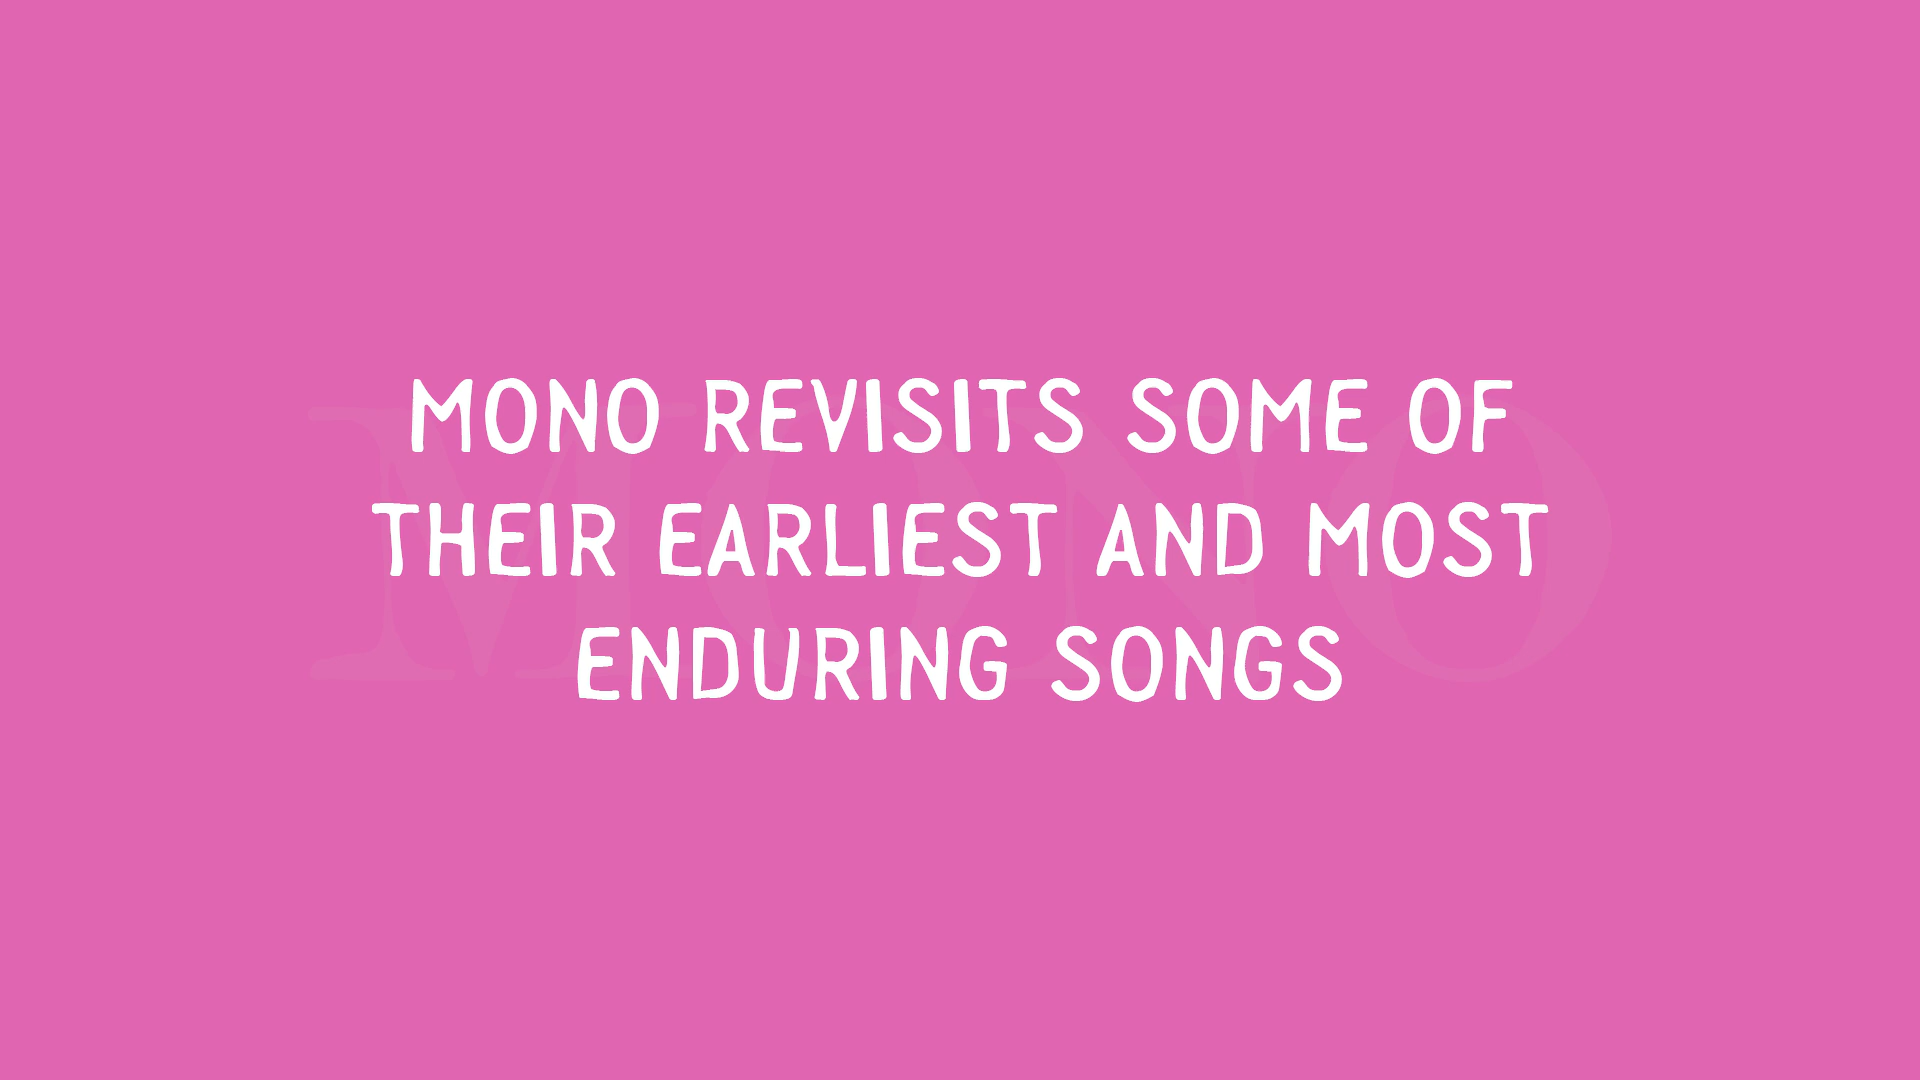 MONO REVISITS SOME OF
THEIR EARLIEST AND MOST
ENDURING SONGS
MONO